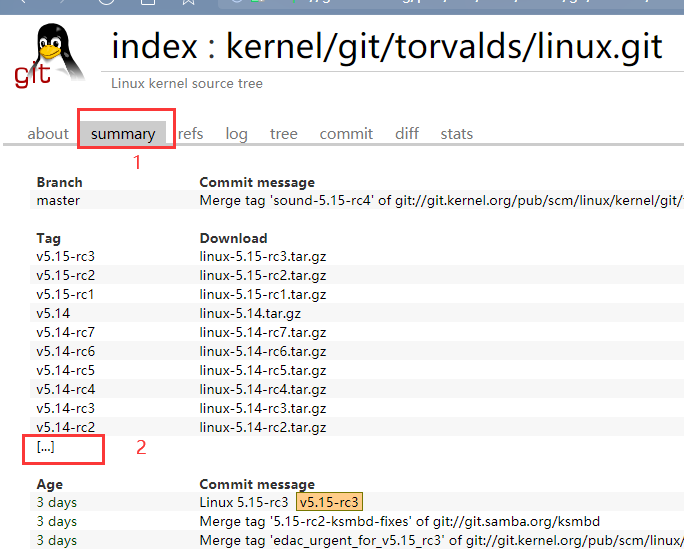 git
index : kernel/git/torvalds/linux.git
Linux kernel source tree
about summary refs log tree commit diff stats
1
Branch Commit message
master Merge tag 'sound-5.15-rc4' of git://git.kernel.org/pub/scm/linux/kernel/git/
Tag Download
v5.15-rc3 linux-5.15-rc3.tar.gz
v5.15-rc2 linux-5.15-rc2.tar.gz
v5.15-rc1 linux-5.15-rc1.tar.gz
v5.14 linux-5.14.tar.gz
v5.14-rc7 linux-5.14-rc7.tar.gz
v5.14-rc6 linux-5.14-rc6.tar.gz
v5.14-rc5 linux-5.14-rc5.tar.gz
v5.14-rc4 linux-5.14-rc4.tar.gz
v5.14-rc3 linux-5.14-rc3.tar.gz
v5.14-rc2 linux-5.14-rc2.tar.gz
[...] 2
Age Commit message
3 days Linux 5.15-rc3 v5.15-rc3
3 days Merge tag '5.15-rc2-ksmbd-fixes' of git://git.samba.org/ksmbd
3 days Merge tag 'edac_urgent_for_v5.15_rc3' of git://git.kernel.org/pub/scm/linux/